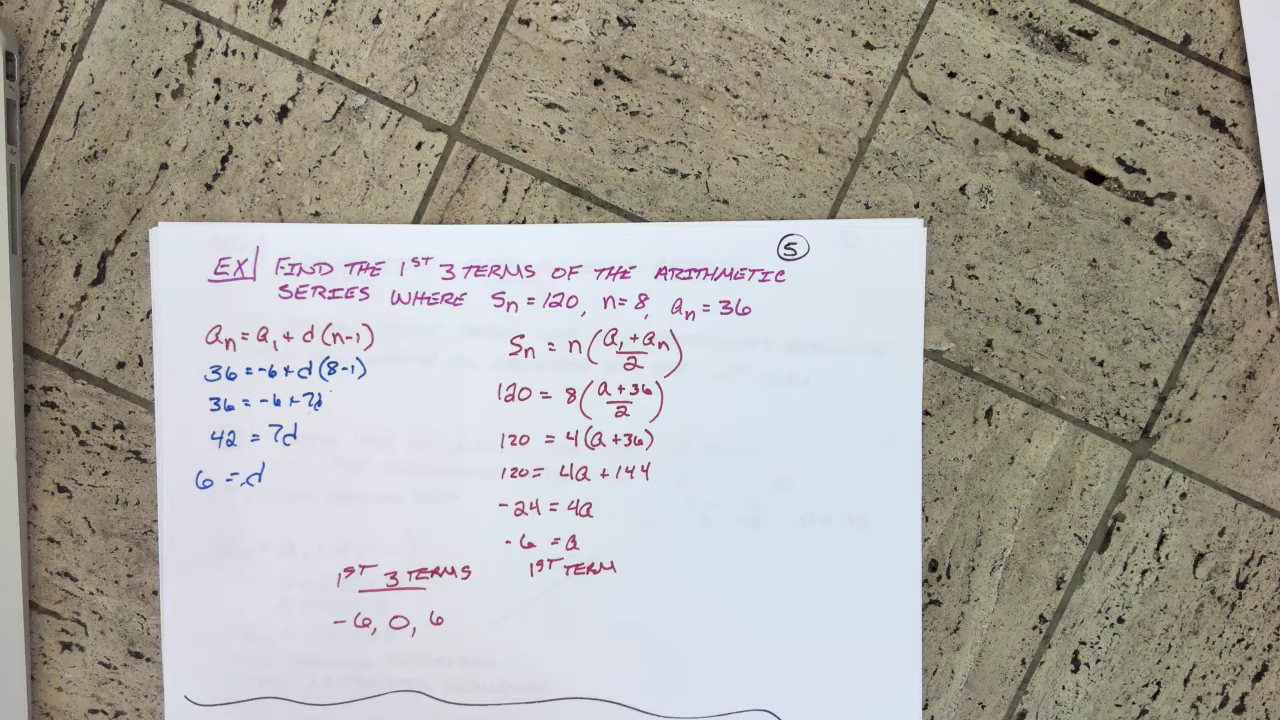 5
EX FIND THE 1ST 3 TERMS OF THE ARITHMETIC
SERIES WHERE Sn = 120, n = 8, an = 36
an = a1 + d(n-1)
36 = -6 + d(8-1)
36 = -6 + 7d
42 = 7d
6 = d
Sn = n(a1 + an / 2)
120 = 8(a + 36 / 2)
120 = 4(a + 36)
120 = 4a + 144
-24 = 4a
-6 = a
1ST TERM
1ST 3 TERMS
-6, 0, 6